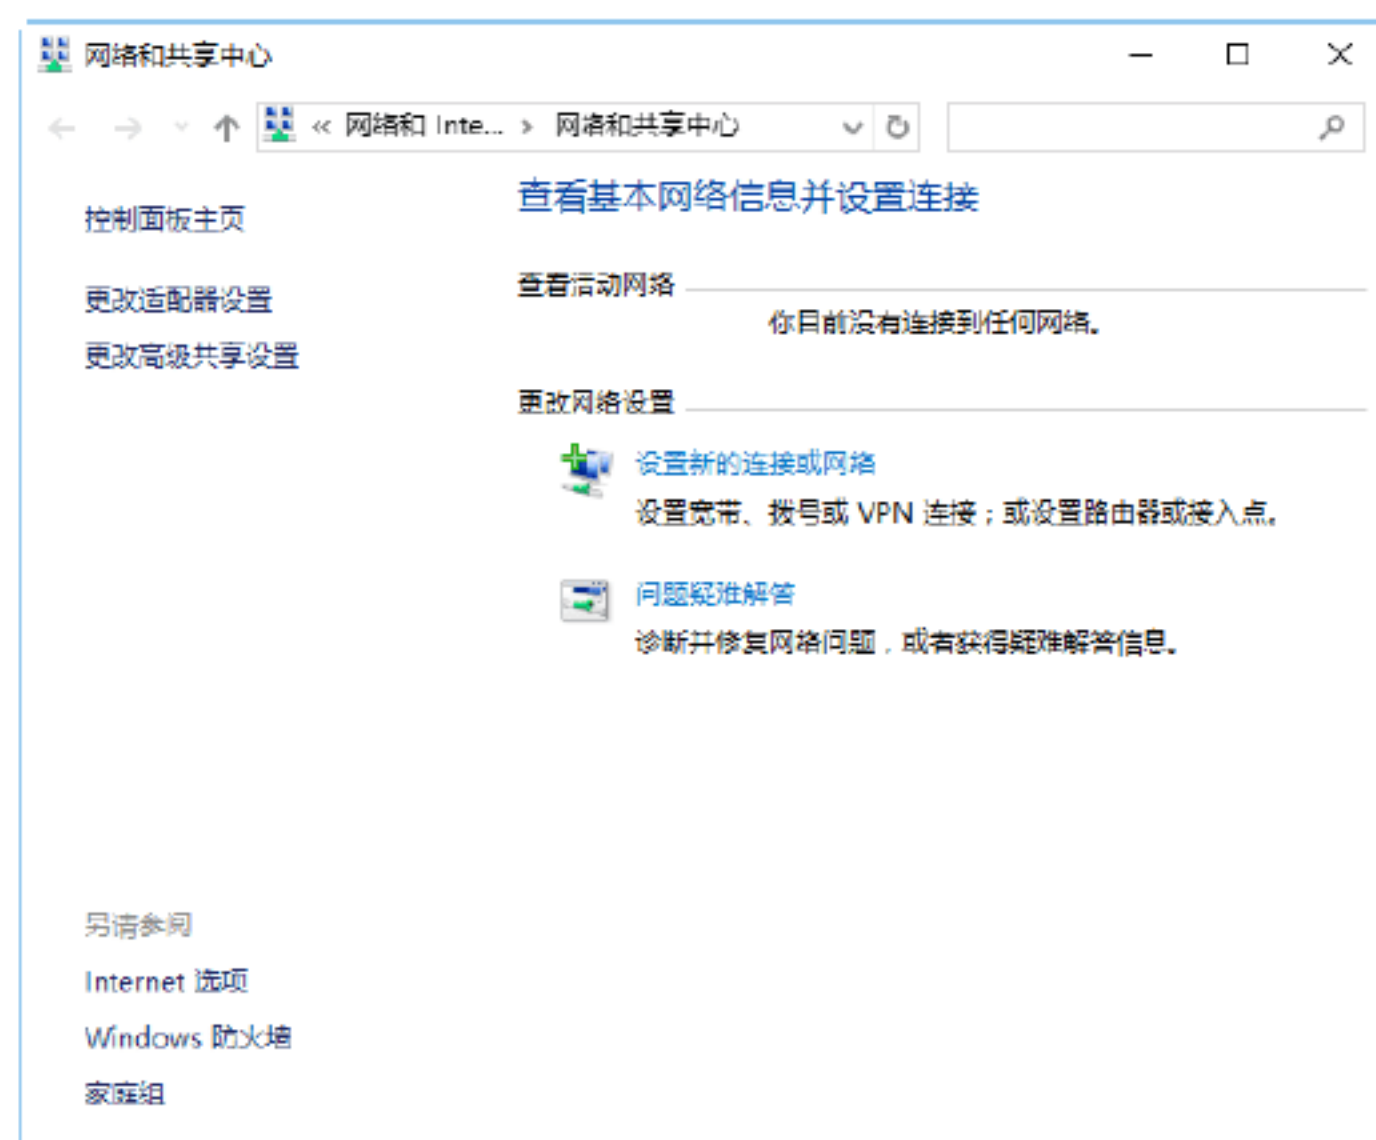 网络和共享中心
« 网络和 Inte... › 网络和共享中心
控制面板主页
更改适配器设置
更改高级共享设置
查看基本网络信息并设置连接
查看活动网络
你目前没有连接到任何网络。
更改网络设置
设置新的连接或网络
设置宽带、拨号或 VPN 连接；或设置路由器或接入点。
问题疑难解答
诊断并修复网络问题，或者获得疑难解答信息。
另请参阅
Internet 选项
Windows 防火墙
家庭组